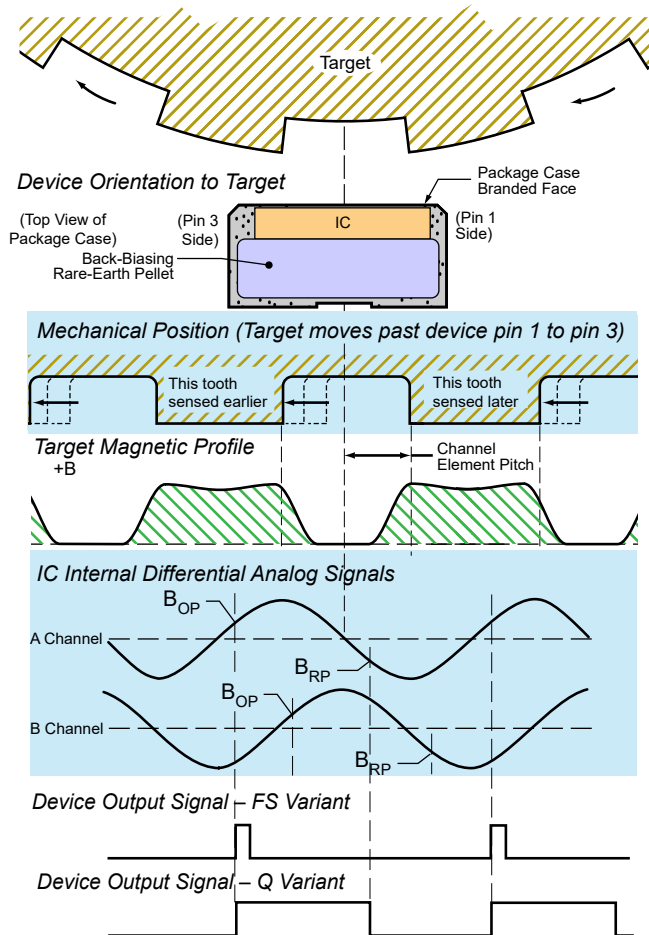 Target
Device Orientation to Target
Package Case
Branded Face
(Top View of
Package Case)
(Pin 3
Side)
IC
(Pin 1
Side)
Back-Biasing
Rare-Earth Pellet
Mechanical Position (Target moves past device pin 1 to pin 3)
This tooth
sensed earlier
This tooth
sensed later
Target Magnetic Profile
+B
Channel
Element Pitch
IC Internal Differential Analog Signals
BOP
A Channel
BRP
BOP
B Channel
BRP
Device Output Signal – FS Variant
Device Output Signal – Q Variant